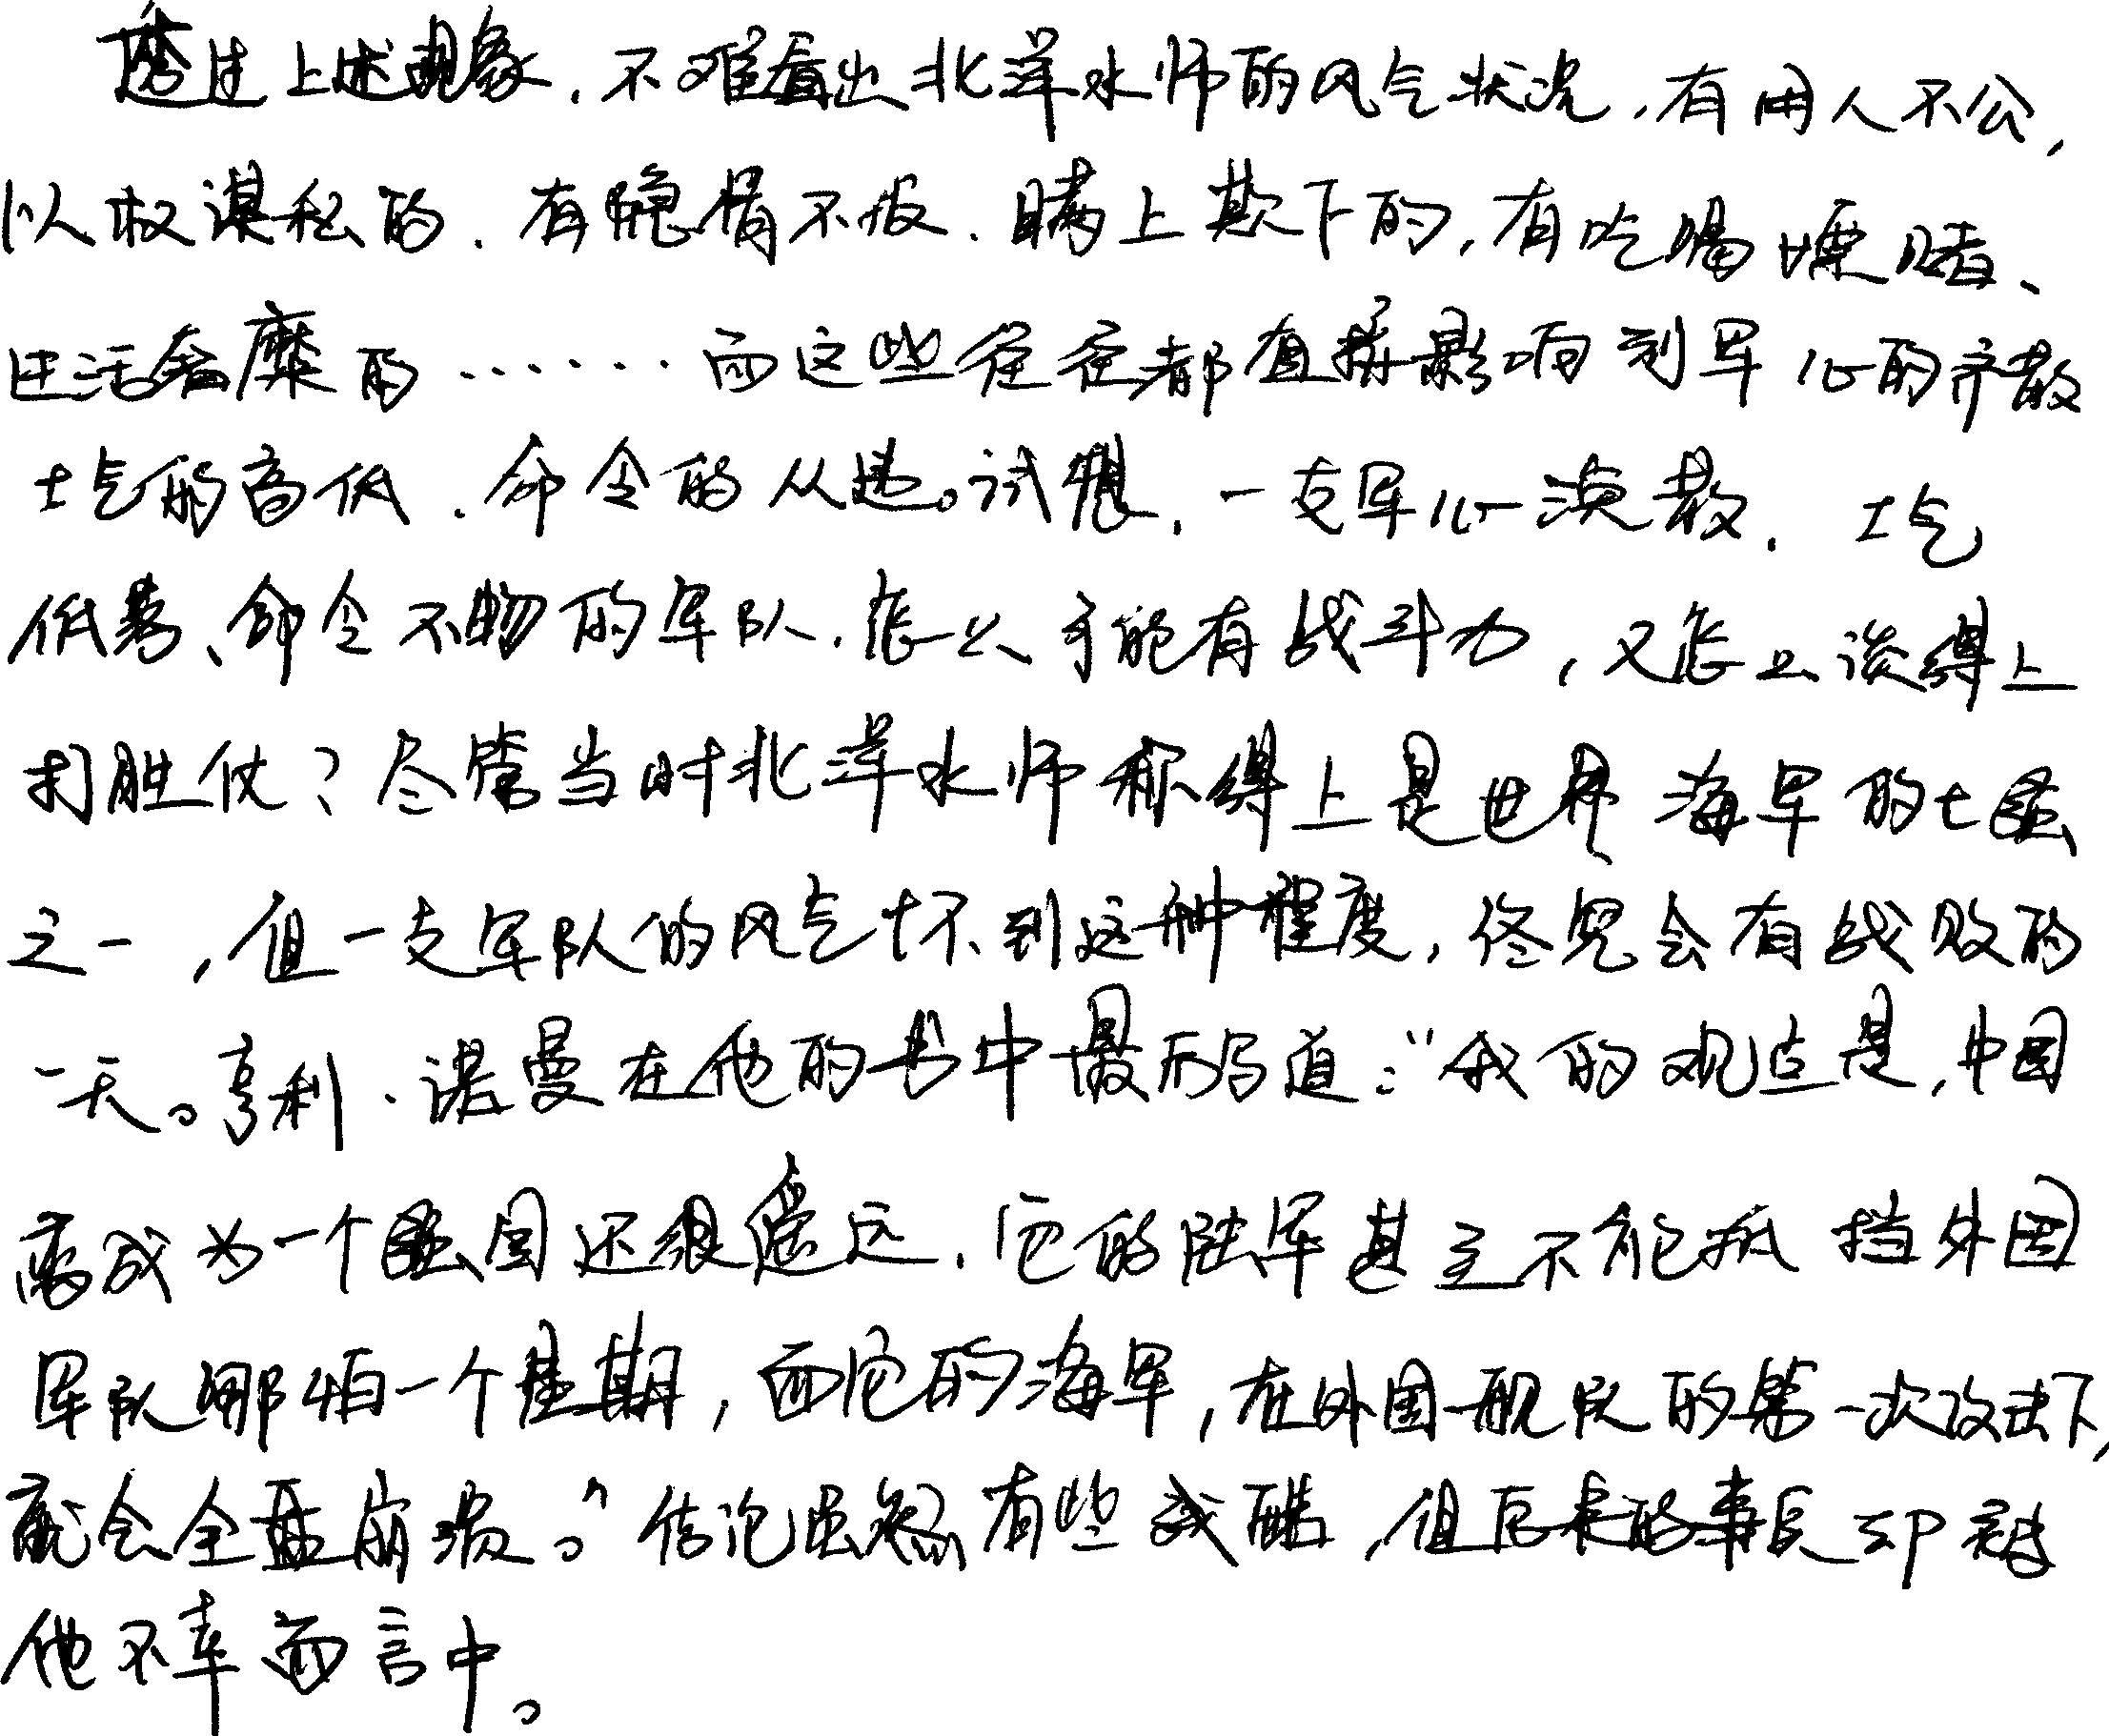 透过上述现象,不难看出北洋水师的风气状况,有用人不公,
以权谋私的,有隐情不报、瞒上欺下的,有吃喝嫖赌、
生活奢靡的……而这些往往都直接影响到军心的齐散
士气的高低、命令的从违。试想,一支军心涣散、士气
低劣、命令不畅的军队,怎么可能有战斗力,又怎么谈得上
打胜仗?尽管当时北洋水师称得上是世界海军的七强
之一,但一支军队的风气坏到这种程度,终究会有战败的
一天。亨利·诺曼在他的书中最后写道:“我的观点是,中国
离成为一个强国还很遥远,它的陆军甚至不能抵挡外国
军队哪怕一个星期,而它的海军,在外国舰队的第一次攻击下,
就会全盘崩溃。”结论虽然有些残酷,但后来的事实却被
他不幸而言中。